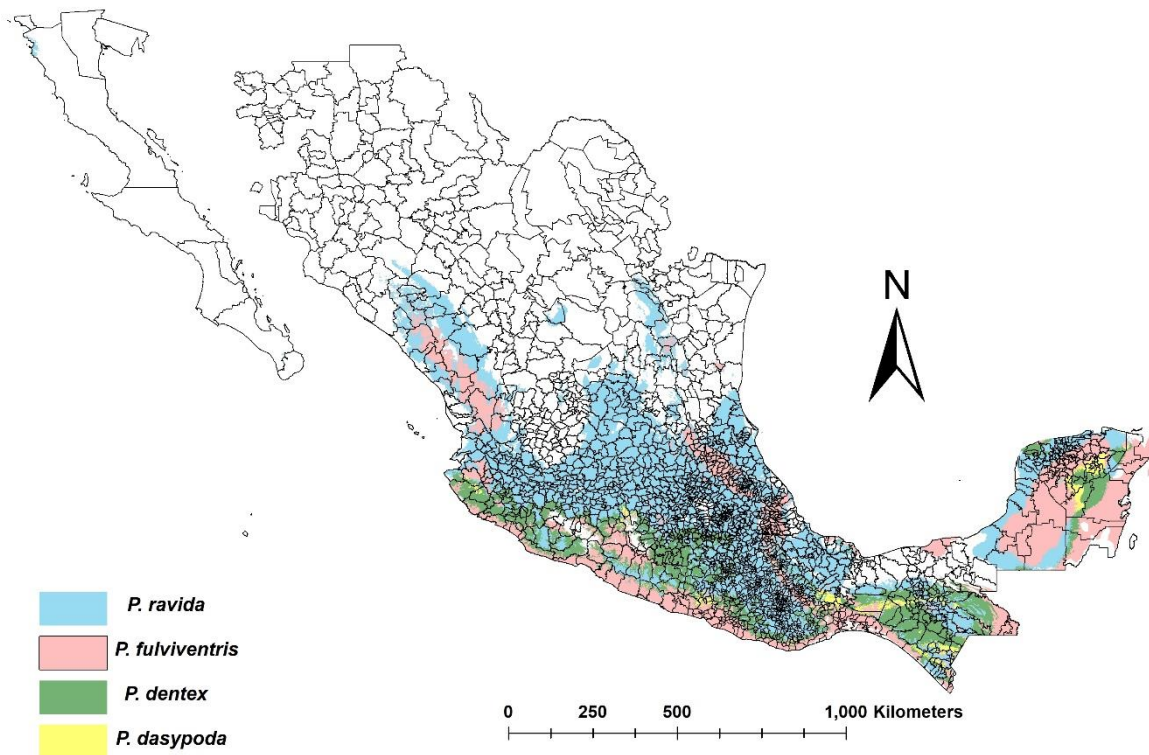 N
P. ravida
P. fulviventris
P. dentex
P. dasypoda
0 250 500 1,000 Kilometers